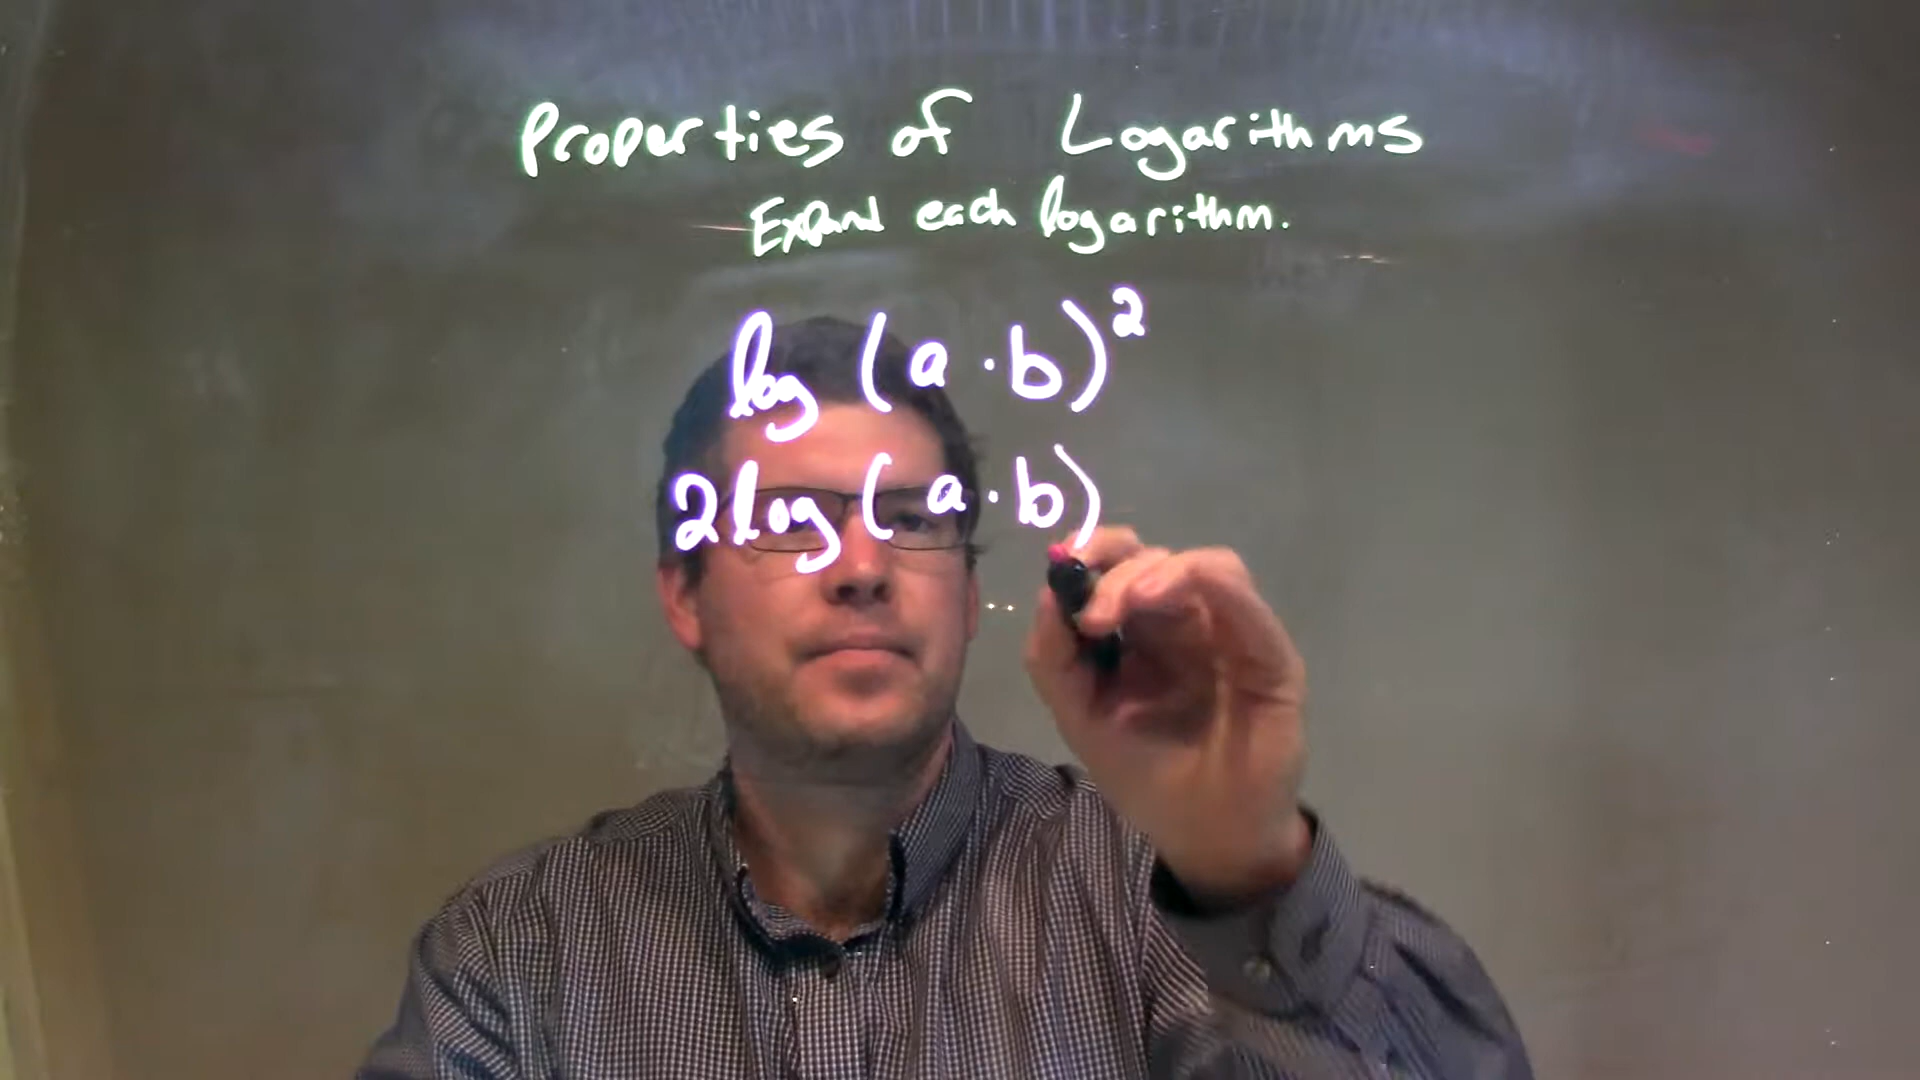 Properties of Logarithms
Expand each logarithm.
log (a · b)²
2log (a · b)